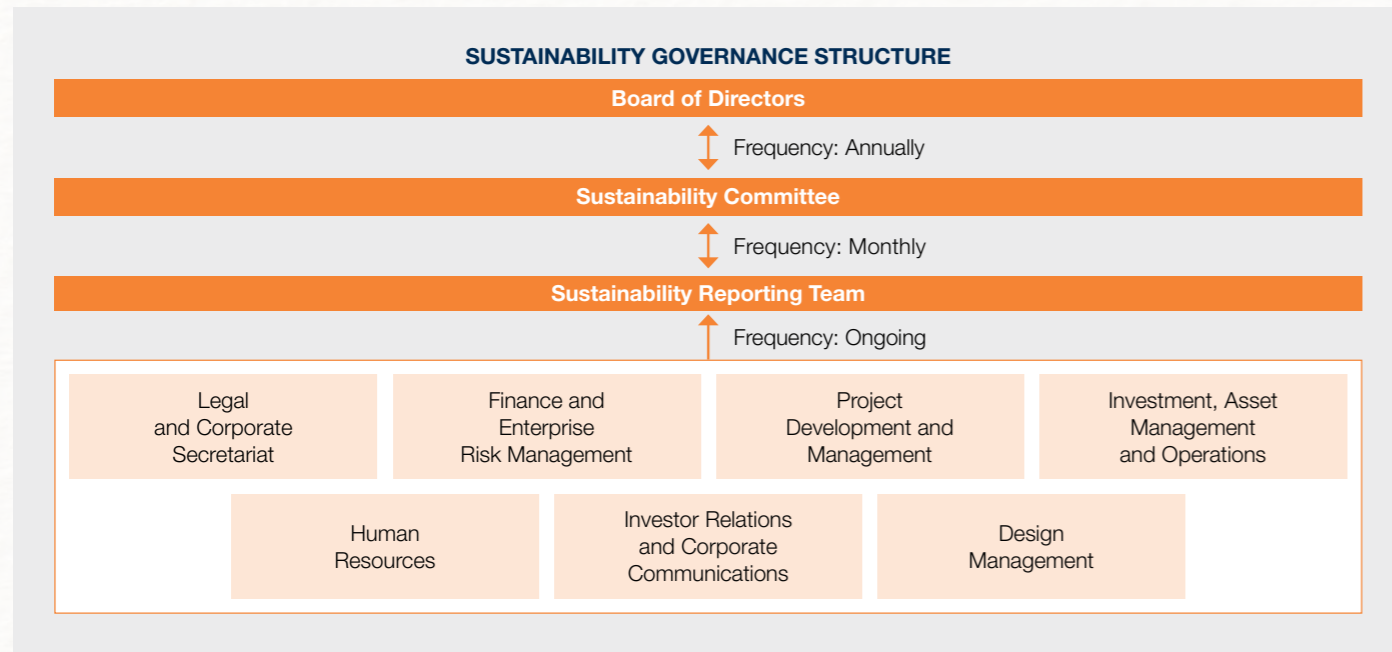 SUSTAINABILITY GOVERNANCE STRUCTURE
Board of Directors
Frequency: Annually
Sustainability Committee
Frequency: Monthly
Sustainability Reporting Team
Frequency: Ongoing
Legal
and Corporate
Secretariat
Finance and
Enterprise
Risk Management
Project
Development and
Management
Investment, Asset
Management
and Operations
Human
Resources
Investor Relations
and Corporate
Communications
Design
Management